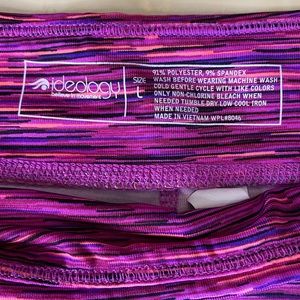 ideology
believe in movement
SIZE
L
91% POLYESTER, 9% SPANDEX
WASH BEFORE WEARING MACHINE WASH
COLD GENTLE CYCLE WITH LIKE COLORS
ONLY NON-CHLORINE BLEACH WHEN
NEEDED TUMBLE DRY LOW COOL IRON
WHEN NEEDED
MADE IN VIETNAM WPL#8046